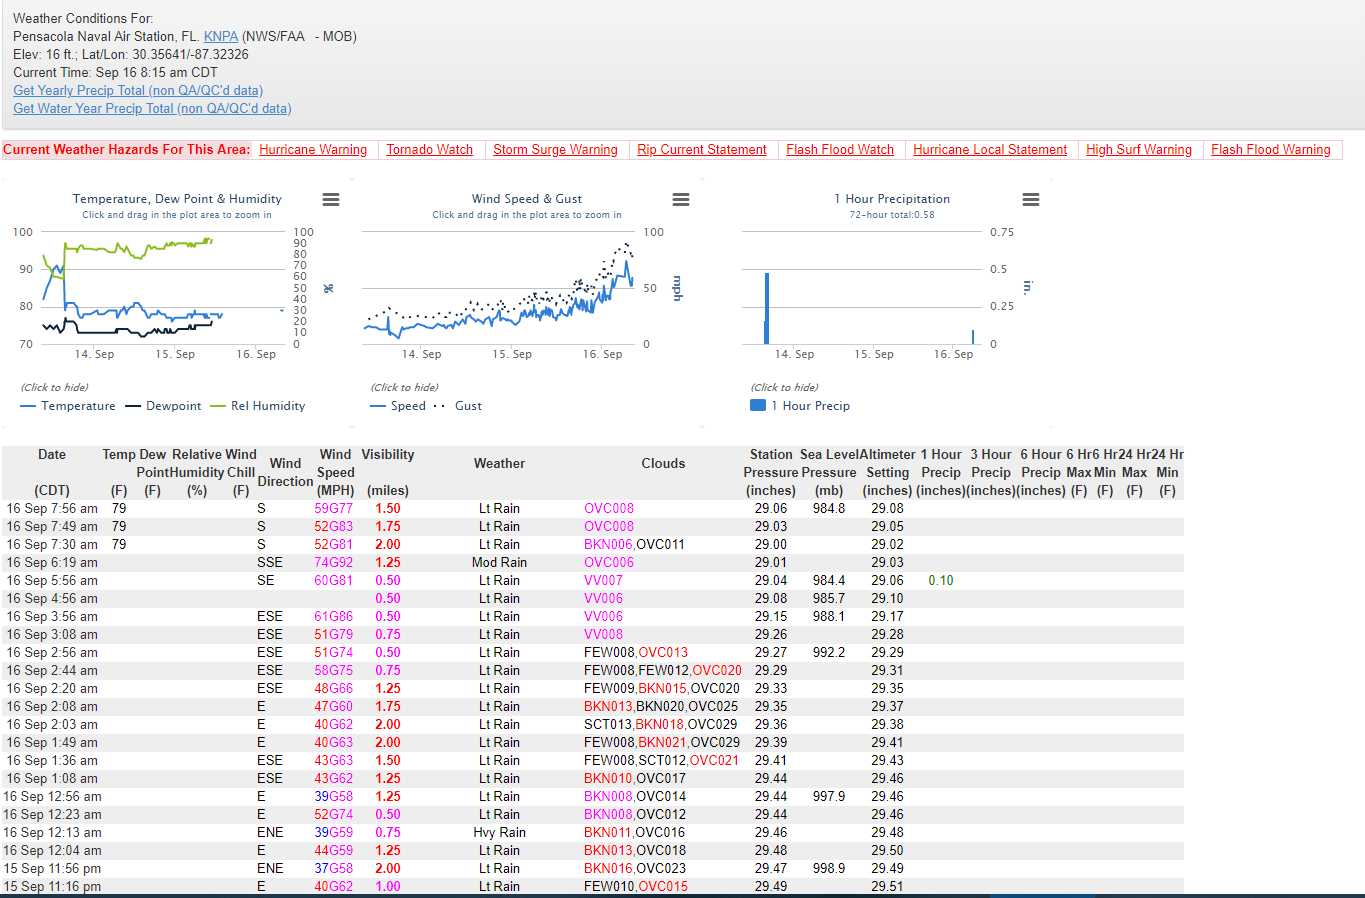 Weather Conditions For:
Pensacola Naval Air Station, FL. KNPA (NWS/FAA - MOB)
Elev: 16 ft.; Lat/Lon: 30.35641/-87.32326
Current Time: Sep 16 8:15 am CDT
Get Yearly Precip Total (non QA/QC'd data)
Get Water Year Precip Total (non QA/QC'd data)
Current Weather Hazards For This Area: Hurricane Warning Tornado Watch Storm Surge Warning Rip Current Statement Flash Flood Watch Hurricane Local Statement High Surf Warning Flash Flood Warning
Temperature, Dew Point & Humidity
Click and drag in the plot area to zoom in
100 90 80 70
100 90 80 70 60 50 40 30 20 10 0
%
14. Sep 15. Sep 16. Sep
(Click to hide)
Temperature Dewpoint Rel Humidity
Wind Speed & Gust
Click and drag in the plot area to zoom in
100 50 0
mph
14. Sep 15. Sep 16. Sep
(Click to hide)
Speed Gust
1 Hour Precipitation
72-hour total:0.58
0.75 0.5 0.25 0
in.
14. Sep 15. Sep 16. Sep
(Click to hide)
1 Hour Precip
Date Temp Dew Relative Wind Wind Wind Visibility Weather Clouds Station Sea Level Altimeter 1 Hour 3 Hour 6 Hour 6 Hr 6 Hr 24 Hr 24 Hr
Point Humidity Chill Direction Speed Pressure Pressure Setting Precip Precip Precip Max Min Max Min
(CDT) (F) (F) (%) (F) (MPH) (miles) (inches) (mb) (inches) (inches) (inches) (inches) (F) (F) (F) (F)
16 Sep 7:56 am 79 S 59G77 1.50 Lt Rain OVC008 29.06 984.8 29.08
16 Sep 7:49 am 79 S 52G83 1.75 Lt Rain OVC008 29.03 29.05
16 Sep 7:30 am 79 S 52G81 2.00 Lt Rain BKN006,OVC011 29.00 29.02
16 Sep 6:19 am SSE 74G92 1.25 Mod Rain OVC006 29.01 29.03
16 Sep 5:56 am SE 60G81 0.50 Lt Rain VV007 29.04 984.4 29.06 0.10
16 Sep 4:56 am 0.50 Lt Rain VV006 29.08 985.7 29.10
16 Sep 3:56 am ESE 61G86 0.50 Lt Rain VV006 29.15 988.1 29.17
16 Sep 3:08 am ESE 51G79 0.75 Lt Rain VV008 29.26 29.28
16 Sep 2:56 am ESE 51G74 0.50 Lt Rain FEW008,OVC013 29.27 992.2 29.29
16 Sep 2:44 am ESE 58G75 0.75 Lt Rain FEW008,FEW012,OVC020 29.29 29.31
16 Sep 2:20 am ESE 48G66 1.25 Lt Rain FEW009,BKN015,OVC020 29.33 29.35
16 Sep 2:08 am E 47G60 1.75 Lt Rain BKN013,BKN020,OVC025 29.35 29.37
16 Sep 2:03 am E 40G62 2.00 Lt Rain SCT013,BKN018,OVC029 29.36 29.38
16 Sep 1:49 am E 40G63 2.00 Lt Rain FEW008,BKN021,OVC029 29.39 29.41
16 Sep 1:36 am ESE 43G63 1.50 Lt Rain FEW008,SCT012,OVC021 29.41 29.43
16 Sep 1:08 am ESE 43G62 1.25 Lt Rain BKN010,OVC017 29.44 29.46
16 Sep 12:56 am E 39G58 1.25 Lt Rain BKN008,OVC014 29.44 997.9 29.46
16 Sep 12:23 am E 52G74 0.50 Lt Rain BKN008,OVC012 29.44 29.46
16 Sep 12:13 am ENE 39G59 0.75 Hvy Rain BKN011,OVC016 29.46 29.48
16 Sep 12:04 am E 44G59 1.25 Lt Rain BKN013,OVC018 29.48 29.50
15 Sep 11:56 pm ENE 37G58 2.00 Lt Rain BKN016,OVC023 29.47 998.9 29.49
15 Sep 11:16 pm E 40G62 1.00 Lt Rain FEW010,OVC015 29.49 29.51